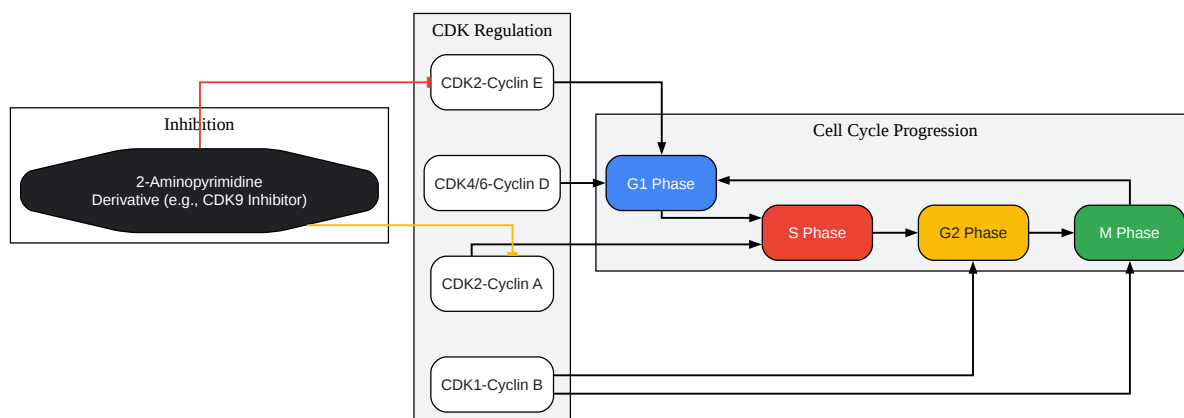 CDK Regulation
CDK2-Cyclin E
Inhibition
Cell Cycle Progression
2-Aminopyrimidine
Derivative (e.g., CDK9 Inhibitor)
CDK4/6-Cyclin D
G1 Phase
S Phase
G2 Phase
M Phase
CDK2-Cyclin A
CDK1-Cyclin B